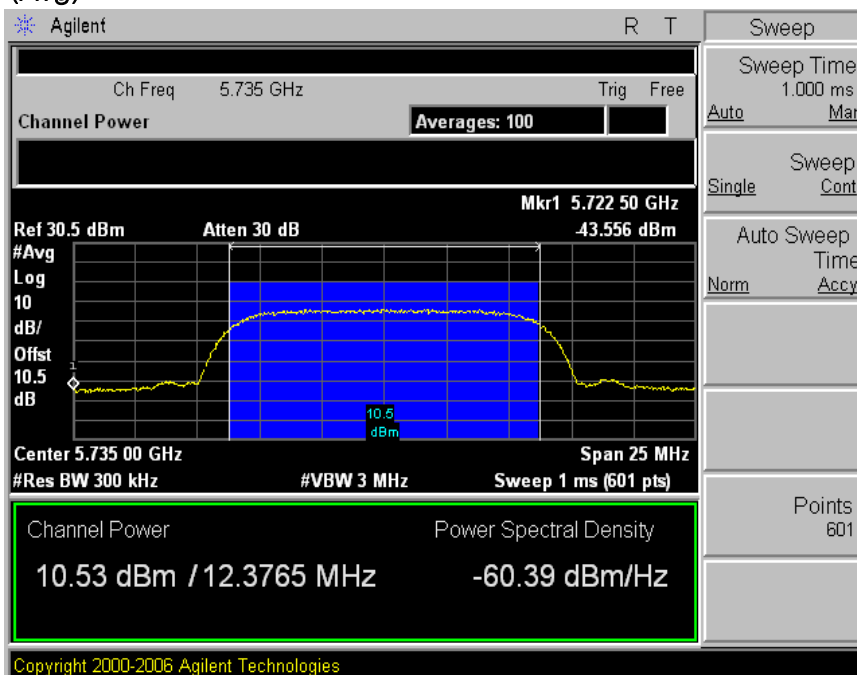 Agilent R T Sweep
Ch Freq 5.735 GHz Trig Free
Channel Power Averages: 100
Mkr1 5.722 50 GHz
Ref 30.5 dBm Atten 30 dB -43.556 dBm
#Avg
Log
10
dB/
Offst
10.5
dB
1
10.5
dBm
Center 5.735 00 GHz Span 25 MHz
#Res BW 300 kHz #VBW 3 MHz Sweep 1 ms (601 pts)
Channel Power Power Spectral Density
10.53 dBm / 12.3765 MHz -60.39 dBm/Hz
Copyright 2000-2006 Agilent Technologies
Sweep Time
1.000 ms
Auto Man
Sweep
Single Cont
Auto Sweep
Time
Norm Accy
Points
601